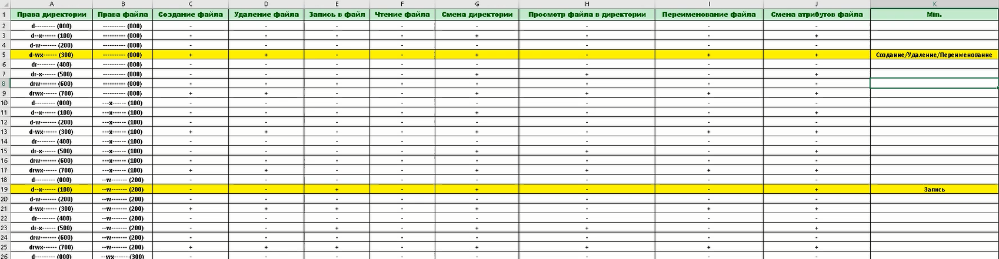 A B C D E F G H I J K
1 Права директории Права файла Создание файла Удаление файла Запись в файл Чтение файла Смена директории Просмотр файла в директории Переименование файла Смена атрибутов файла Min.
2 d--------- (000) ---------- (000) - - - - - - - -
3 d--x------ (100) ---------- (000) - - - - + - - +
4 d-w------- (200) ---------- (000) - - - - - - - -
5 d-wx------ (300) ---------- (000) + + - - + - + + Создание/Удаление/Переименование
6 dr-------- (400) ---------- (000) - - - - - - - -
7 dr-x------ (500) ---------- (000) - - - - + + - +
8 drw------- (600) ---------- (000) - - - - - - - -
9 drwx------ (700) ---------- (000) + + - - + + + +
10 d--------- (000) ---x------ (100) - - - - - - - -
11 d--x------ (100) ---x------ (100) - - - - + - - +
12 d-w------- (200) ---x------ (100) - - - - - - - -
13 d-wx------ (300) ---x------ (100) + + - - + - + +
14 dr-------- (400) ---x------ (100) - - - - - - - -
15 dr-x------ (500) ---x------ (100) - - - - + + - +
16 drw------- (600) ---x------ (100) - - - - - - - -
17 drwx------ (700) ---x------ (100) + + - - + + + +
18 d--------- (000) --w------- (200) - - - - - - - -
19 d--x------ (100) --w------- (200) - - + - + - - + Запись
20 d-w------- (200) --w------- (200) - - - - - - - -
21 d-wx------ (300) --w------- (200) + + + - + - + +
22 dr-------- (400) --w------- (200) - - - - - - - -
23 dr-x------ (500) --w------- (200) - - + - + + - +
24 drw------- (600) --w------- (200) - - - - - - - -
25 drwx------ (700) --w------- (200) + + + - + + + +
26 d--------- (000) --wx------ (300) - - - - - - - -